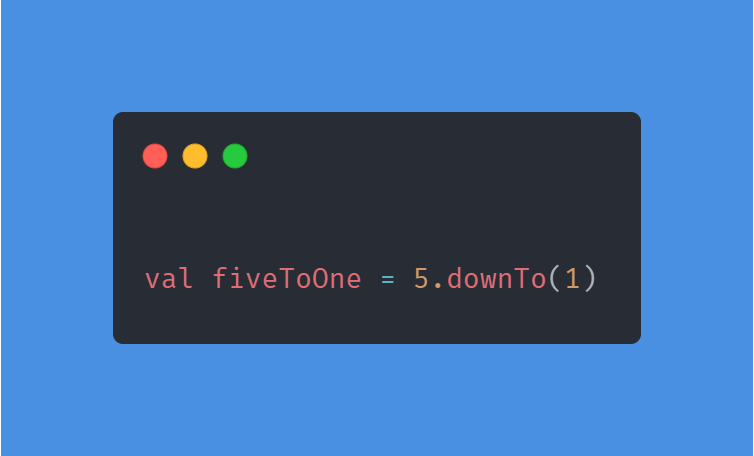 val fiveToOne = 5.downTo(1)